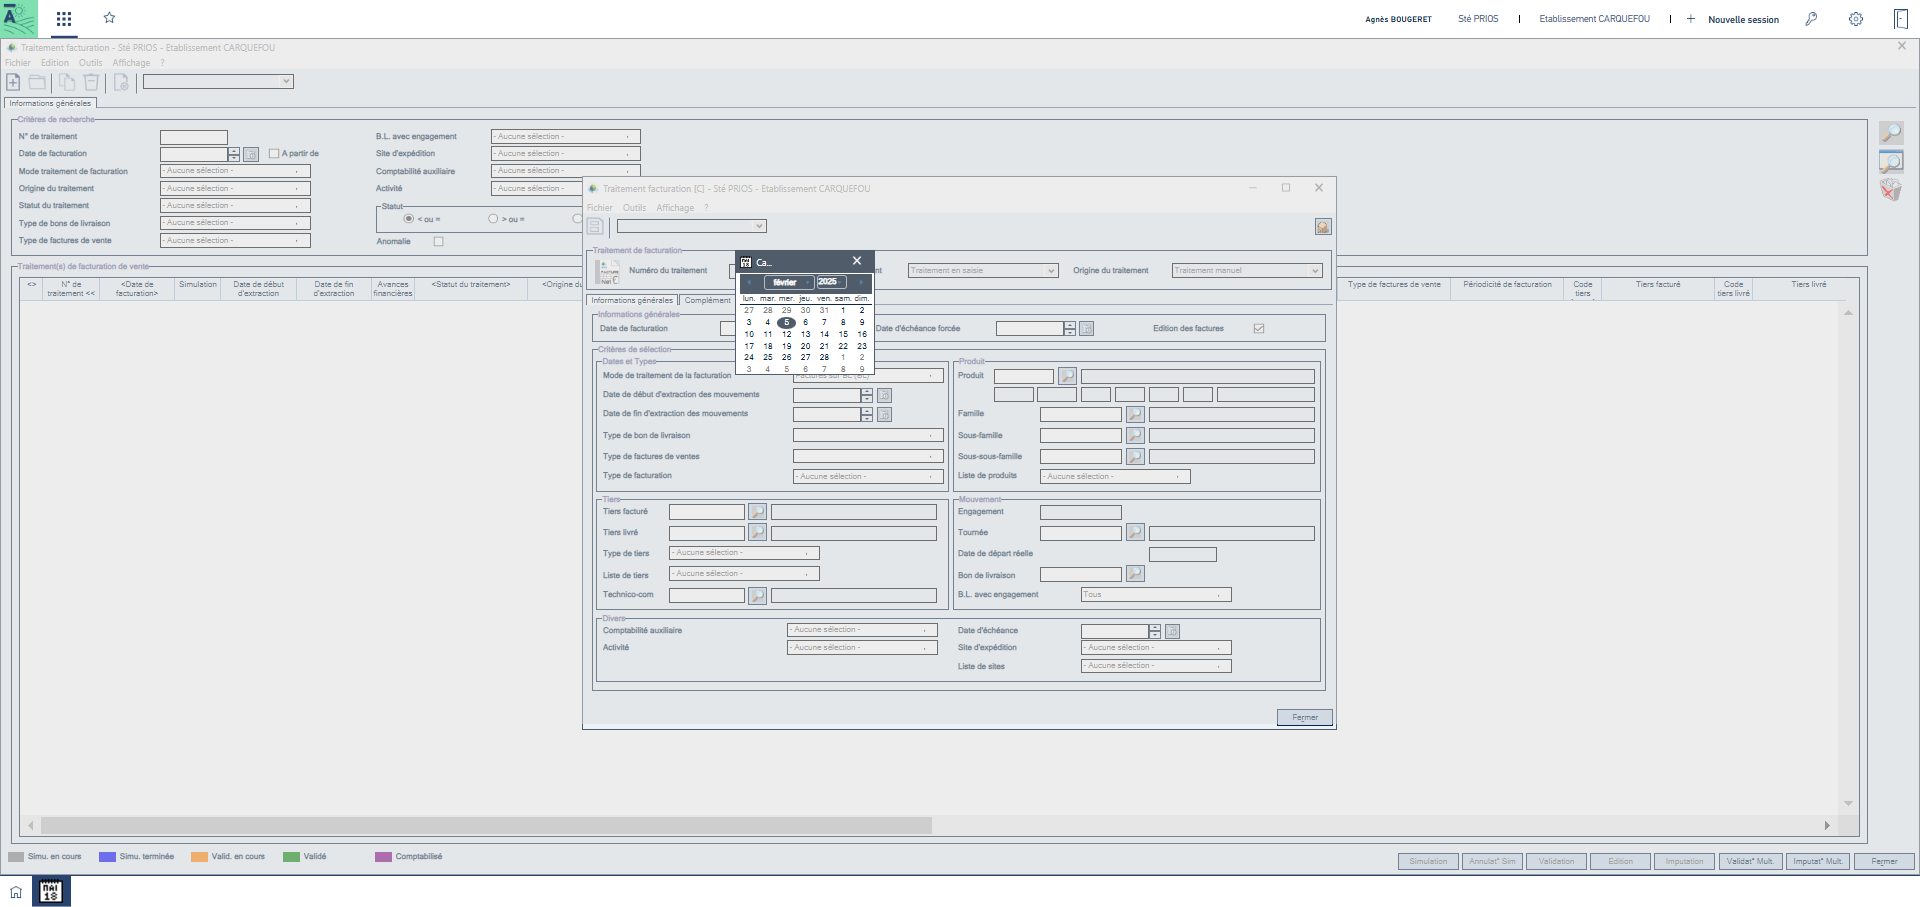 Agnès BOUGERET Sté PRIOS Etablissement CARQUEFOU Nouvelle session
Traitement facturation - Sté PRIOS - Etablissement CARQUEFOU
Fichier Edition Outils Affichage ?
Informations générales
Critères de recherche
N° de traitement
B.L. avec engagement - Aucune sélection -
Date de facturation A partir de
Site d'expédition - Aucune sélection -
Mode traitement de facturation - Aucune sélection -
Comptabilité auxiliaire - Aucune sélection -
Origine du traitement - Aucune sélection -
Activité - Aucune sélection -
Statut du traitement - Aucune sélection -
Statut
< ou = > ou =
Type de bons de livraison - Aucune sélection -
Type de factures de vente - Aucune sélection -
Anomalie
Traitement(s) de facturation de vente
<> N° de traitement << <Date de facturation> Simulation Date de début d'extraction Date de fin d'extraction Avances financières <Statut du traitement> <Origine du
Type de factures de vente Périodicité de facturation Code tiers Tiers facturé Code tiers livré Tiers livré
Traitement facturation [C] - Sté PRIOS - Etablissement CARQUEFOU
Fichier Outils Affichage ?
Traitement de facturation
Numéro du traitement
nt Traitement en saisie
Origine du traitement Traitement manuel
Informations générales Complément
Informations générales
Date de facturation
Date d'échéance forcée
Edition des factures
Ca...
février 2025
lun. mar. mer. jeu. ven. sam. dim.
27 28 29 30 31 1 2
3 4 5 6 7 8 9
10 11 12 13 14 15 16
17 18 19 20 21 22 23
24 25 26 27 28 1 2
3 4 5 6 7 8 9
Critères de sélection
Dates et Types
Mode de traitement de la facturation
Date de début d'extraction des mouvements
Date de fin d'extraction des mouvements
Type de bon de livraison
Type de factures de ventes
Type de facturation - Aucune sélection -
Produit
Produit
Famille
Sous-famille
Sous-sous-famille
Liste de produits - Aucune sélection -
Tiers
Tiers facturé
Tiers livré
Type de tiers - Aucune sélection -
Liste de tiers - Aucune sélection -
Technico-com
Mouvement
Engagement
Tournée
Date de départ réelle
Bon de livraison
B.L. avec engagement Tous
Divers
Comptabilité auxiliaire - Aucune sélection -
Activité - Aucune sélection -
Date d'échéance
Site d'expédition - Aucune sélection -
Liste de sites - Aucune sélection -
Fermer
Simu. en cours Simu. terminée Valid. en cours Validé Comptabilisé
Simulation Annulat° Sim Validation Edition Imputation Validat° Mult. Imputat° Mult. Fermer
MAI
18